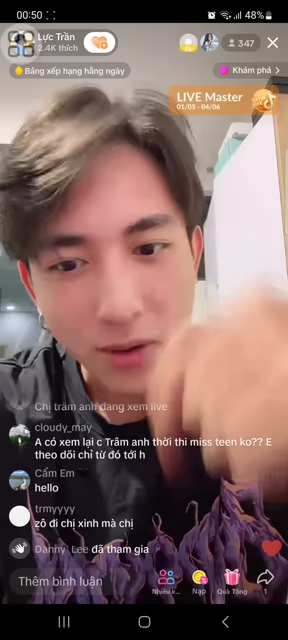 00:50
48%
Lực Trần
2.4K thích
347
Bảng xếp hạng hằng ngày
Khám phá >
LIVE Master
01/05 - 04/06
Chị trâm anh đang xem live
cloudy_may
A có xem lại c Trâm anh thời thi miss teen ko?? E
theo dõi chỉ từ đó tới h
Cẩm Em
hello
trmyyyy
zô đi chị xinh mà chị
Danny Lee đã tham gia
Thêm bình luận
Nhiều k...
Nạp
Quà Tặng
1